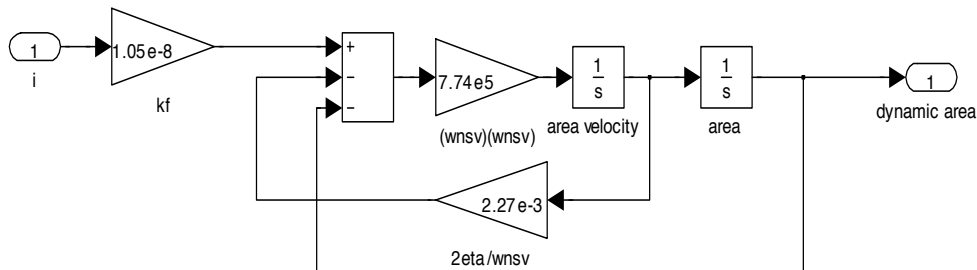 1
i
1.05e-8
kf
+
−
−
7.74e5
(wnsv)(wnsv)
1
s
area velocity
1
s
area
1
dynamic area
2.27e-3
2eta/wnsv